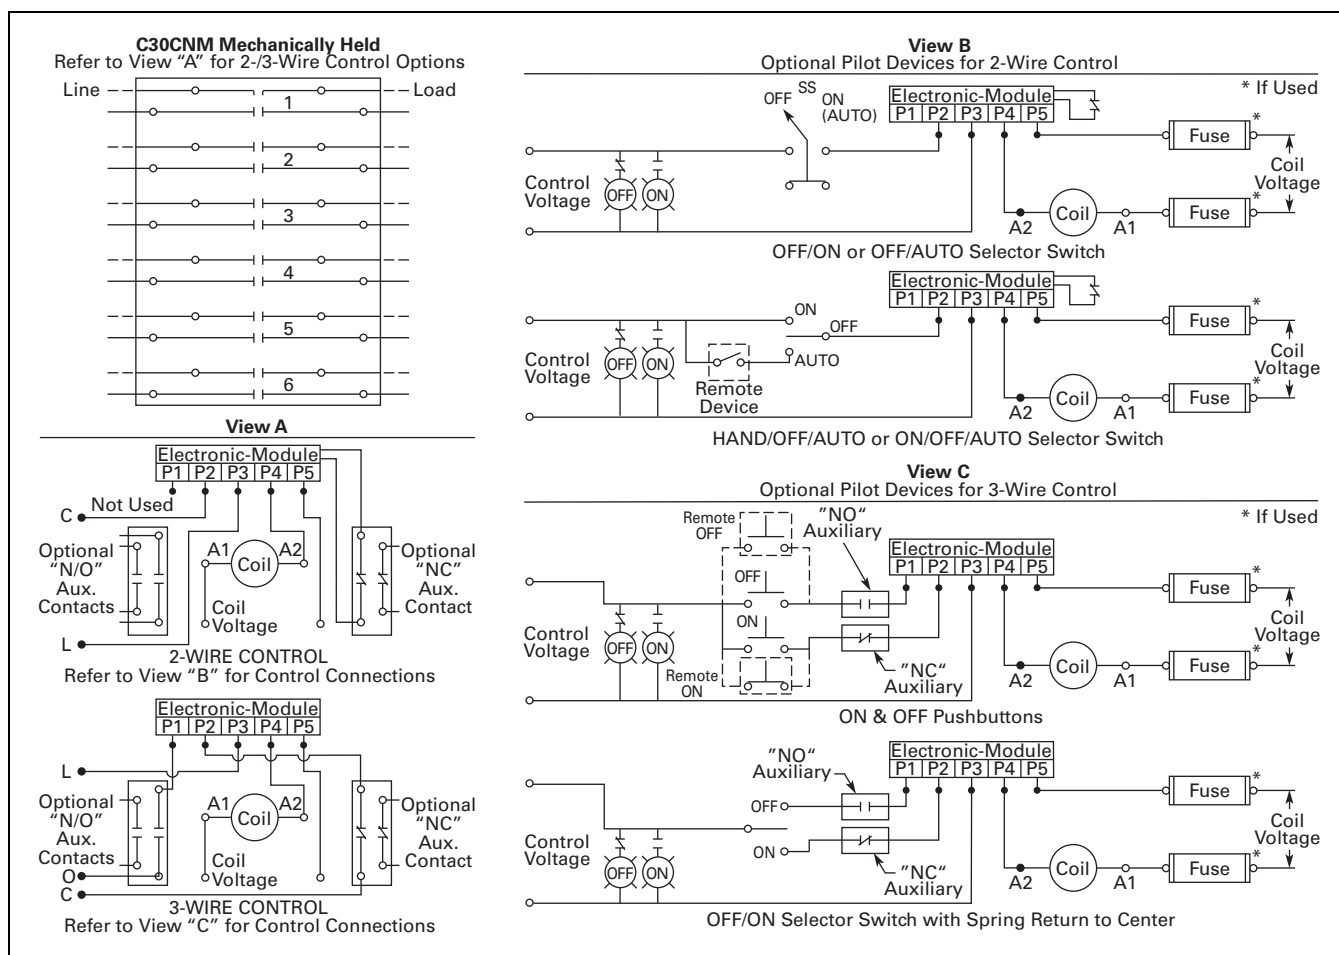 C30CNM Mechanically Held
Refer to View “A” for 2-/3-Wire Control Options
Line
Load
1
2
3
4
5
6
View A
Electronic-Module
P1 P2 P3 P4 P5
Not Used
C
Optional
“N/O”
Aux.
Contacts
A1
Coil
A2
Coil
Voltage
Optional
“NC”
Aux.
Contact
L
2-WIRE CONTROL
Refer to View “B” for Control Connections
Electronic-Module
P1 P2 P3 P4 P5
L
Optional
“N/O”
Aux.
Contacts
A1
Coil
A2
Coil
Voltage
Optional
“NC”
Aux.
Contact
O
C
3-WIRE CONTROL
Refer to View “C” for Control Connections
View B
Optional Pilot Devices for 2-Wire Control
* If Used
SS
OFF
ON
(AUTO)
Electronic-Module
P1 P2 P3 P4 P5
Fuse
*
Control
Voltage
OFF
ON
Coil
Voltage
A2
Coil
A1
Fuse
*
OFF/ON or OFF/AUTO Selector Switch
Electronic-Module
P1 P2 P3 P4 P5
ON
OFF
AUTO
Fuse
*
Control
Voltage
OFF
ON
Remote
Device
Coil
Voltage
A2
Coil
A1
Fuse
*
HAND/OFF/AUTO or ON/OFF/AUTO Selector Switch
View C
Optional Pilot Devices for 3-Wire Control
* If Used
Remote
OFF
”NO“
Auxiliary
Electronic-Module
P1 P2 P3 P4 P5
OFF
ON
Fuse
*
Control
Voltage
OFF
ON
Remote
ON
”NC“
Auxiliary
Coil
Voltage
A2
Coil
A1
Fuse
*
ON & OFF Pushbuttons
”NO“
Auxiliary
Electronic-Module
P1 P2 P3 P4 P5
OFF
ON
Fuse
*
Control
Voltage
OFF
ON
”NC“
Auxiliary
Coil
Voltage
A2
Coil
A1
Fuse
*
OFF/ON Selector Switch with Spring Return to Center